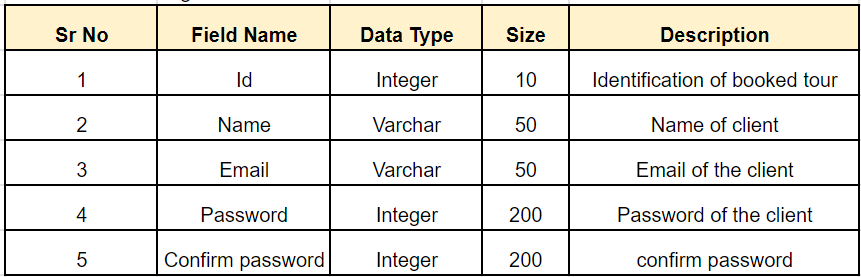 Sr No Field Name Data Type Size Description
1 Id Integer 10 Identification of booked tour
2 Name Varchar 50 Name of client
3 Email Varchar 50 Email of the client
4 Password Integer 200 Password of the client
5 Confirm password Integer 200 confirm password